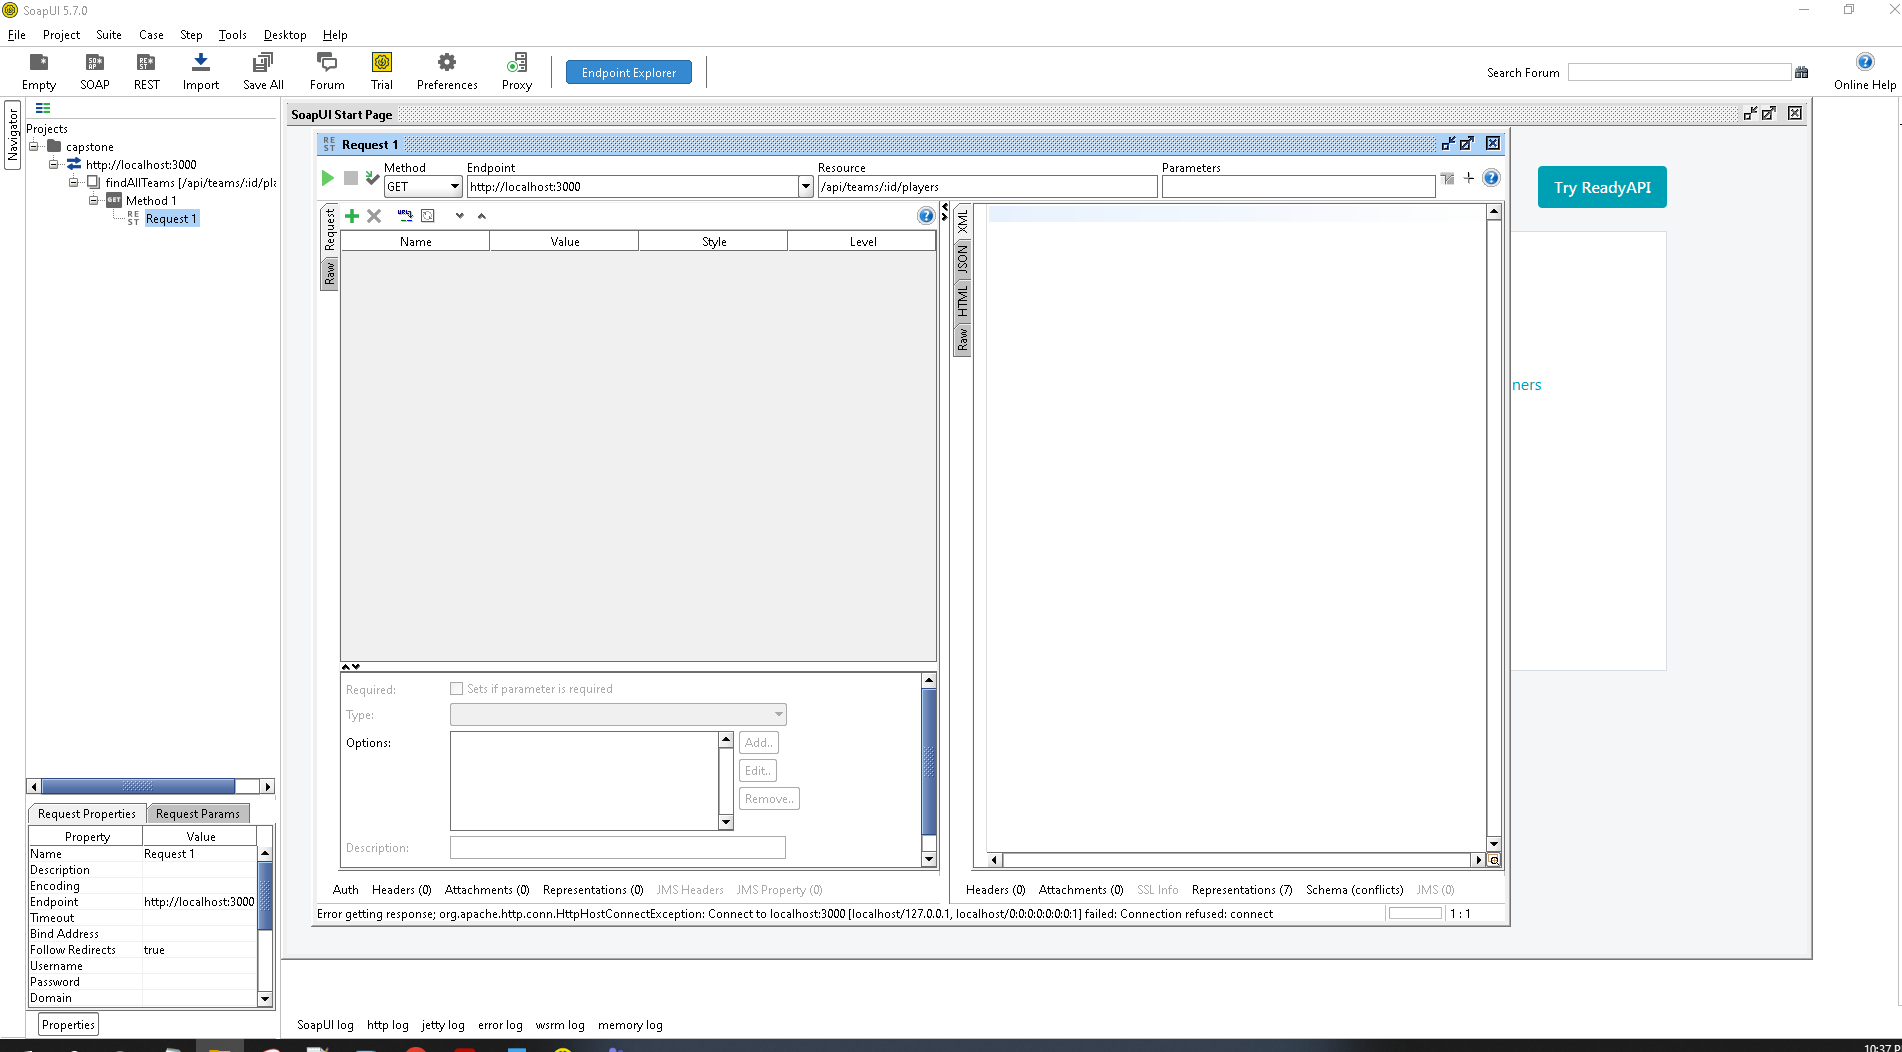 SoapUI 5.7.0
File Project Suite Case Step Tools Desktop Help
Empty SOAP REST Import Save All Forum Trial Preferences Proxy Endpoint Explorer Search Forum Online Help
Navigator
Projects
capstone
http://localhost:3000
findAllTeams [/api/teams/:id/pl
Method 1
Request 1
SoapUI Start Page
Try ReadyAPI
ners
Request 1
Method Endpoint Resource Parameters
GET http://localhost:3000 /api/teams/:id/players
Request
Raw
Name Value Style Level
XML
JSON
HTML
Raw
Required: Sets if parameter is required
Type:
Options:
Add..
Edit..
Remove..
Description:
Auth Headers (0) Attachments (0) Representations (0) JMS Headers JMS Property (0)
Headers (0) Attachments (0) SSL Info Representations (7) Schema (conflicts) JMS (0)
Error getting response; org.apache.http.conn.HttpHostConnectException: Connect to localhost:3000 [localhost/127.0.0.1, localhost/0:0:0:0:0:0:0:1] failed: Connection refused: connect
1 : 1
Request Properties Request Params
Property Value
Name Request 1
Description
Encoding
Endpoint http://localhost:3000
Timeout
Bind Address
Follow Redirects true
Username
Password
Domain
Properties
SoapUI log http log jetty log error log wsrm log memory log
10:37 P